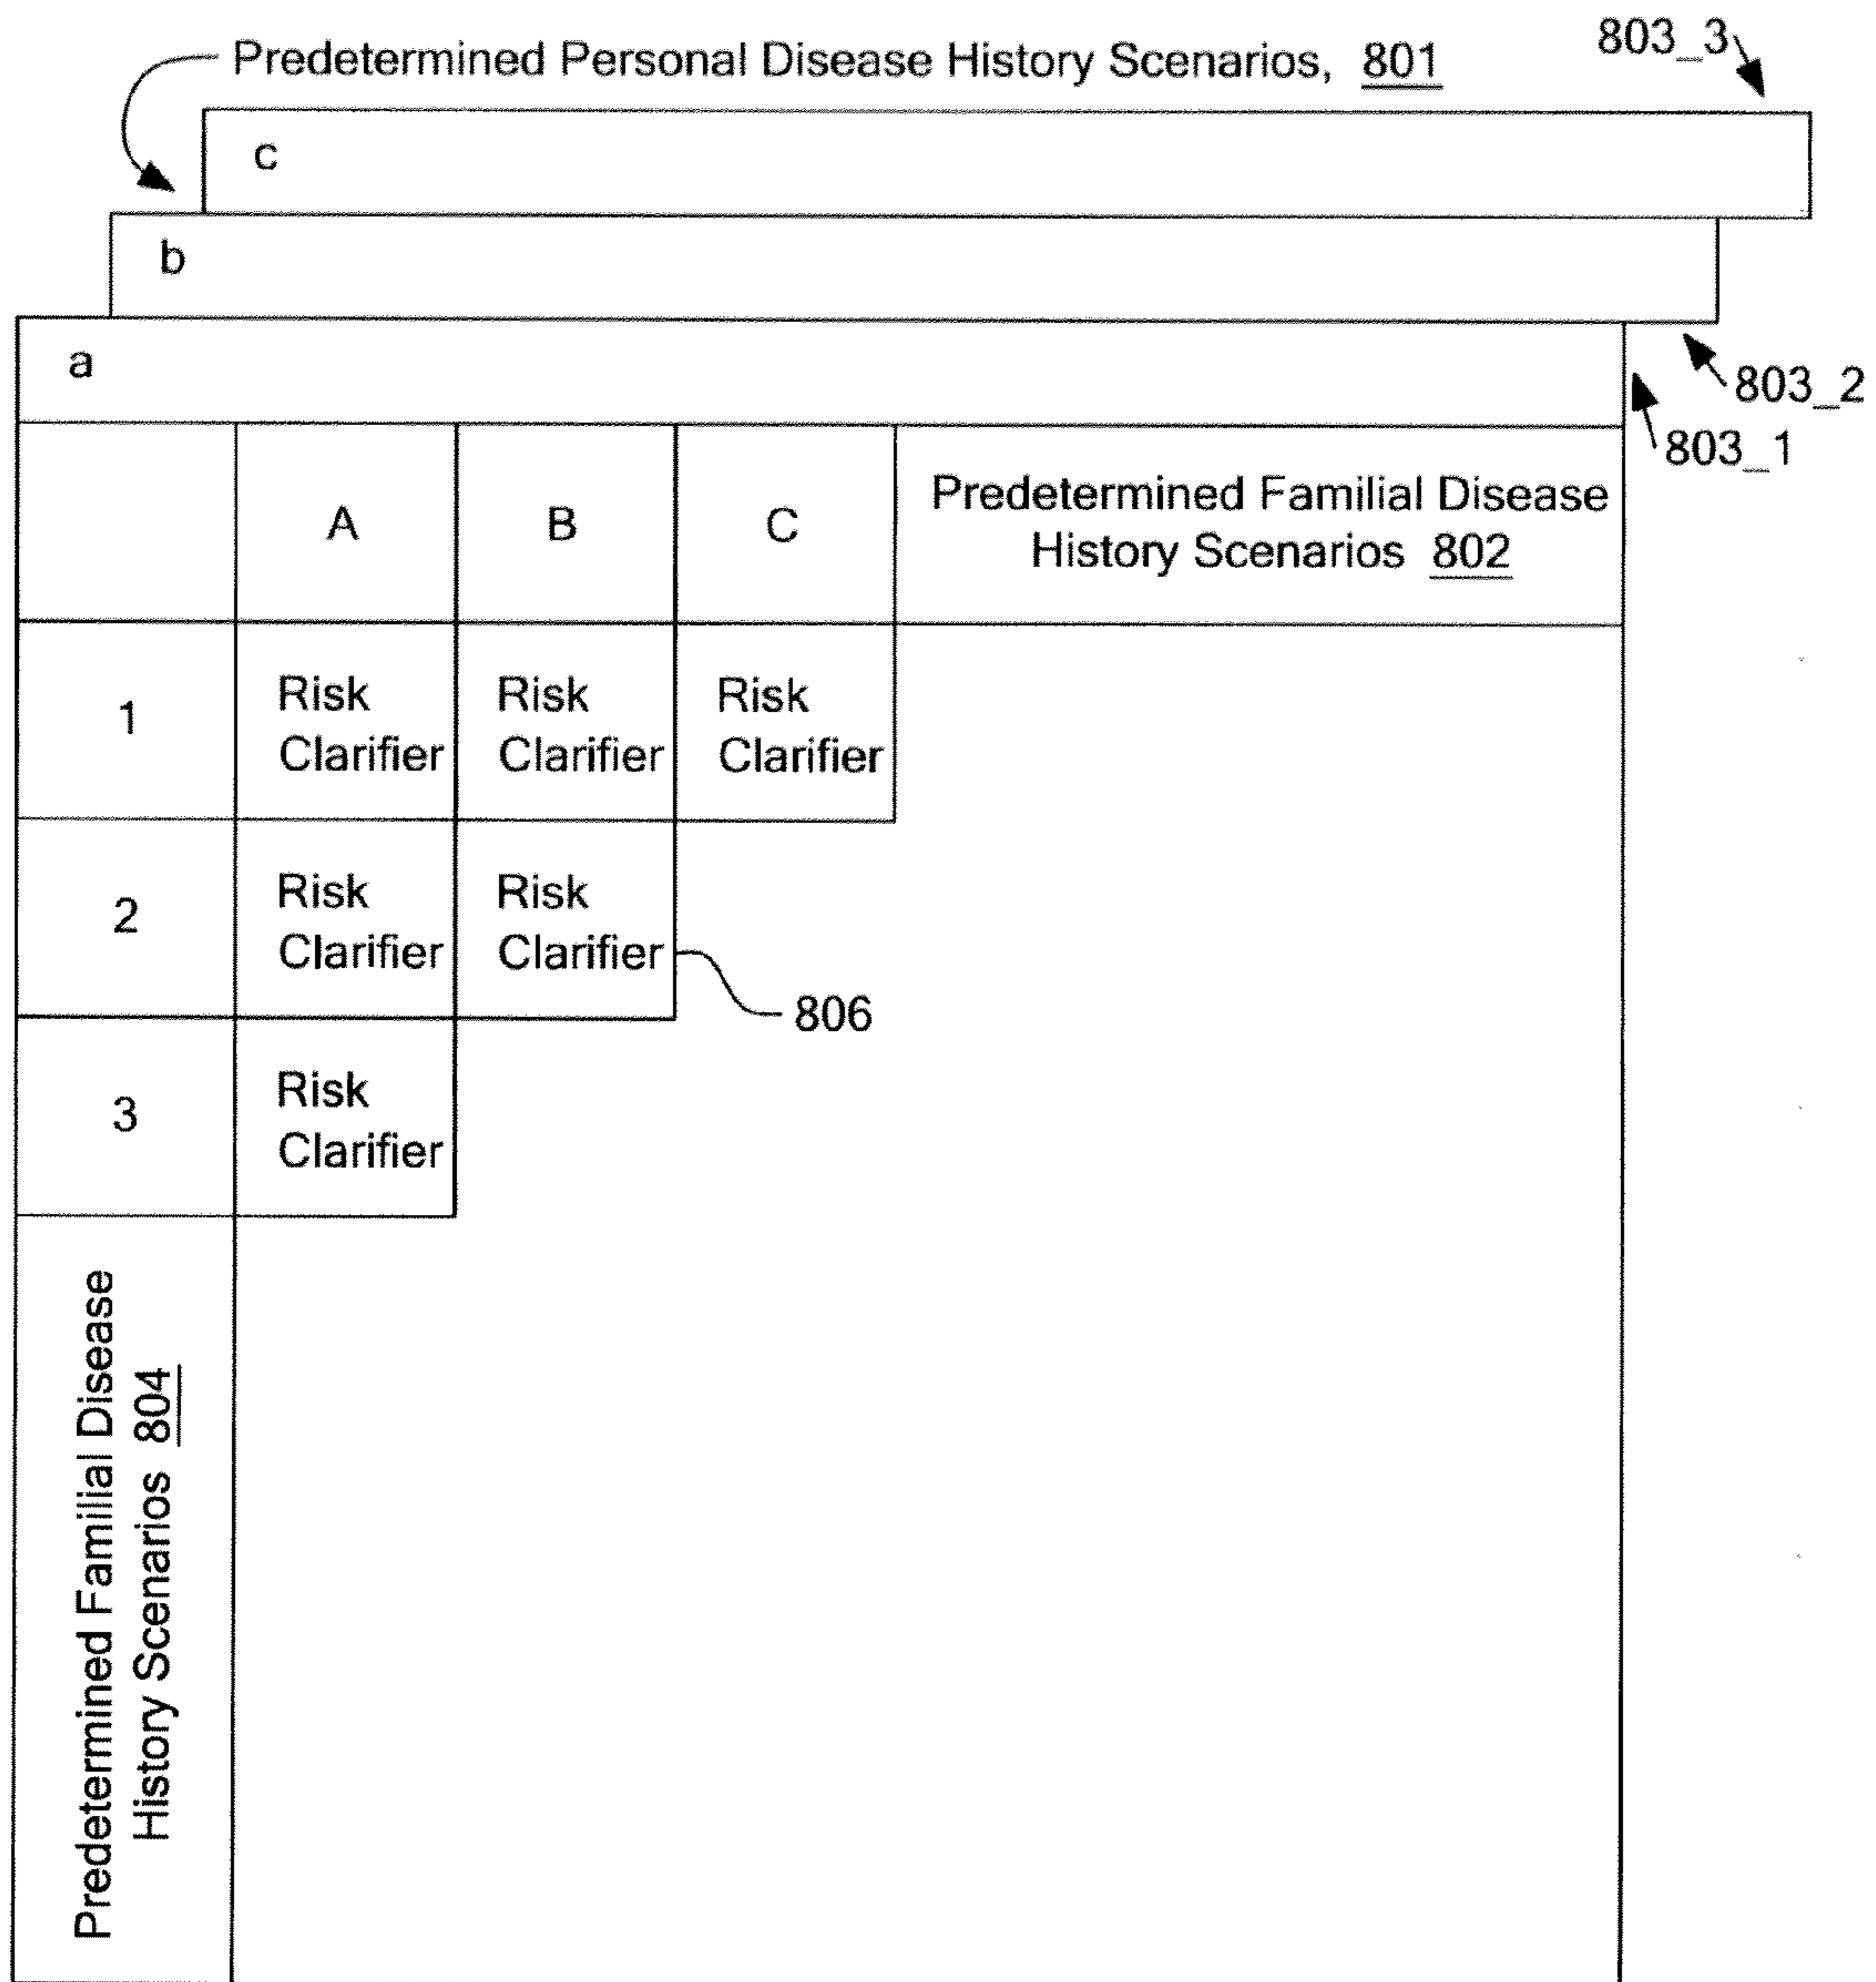 803_3
Predetermined Personal Disease History Scenarios, 801
c
b
a
803_2
803_1
A B C
Predetermined Familial Disease
History Scenarios 802
1
Risk
Clarifier
Risk
Clarifier
Risk
Clarifier
2
Risk
Clarifier
Risk
Clarifier
806
3
Risk
Clarifier
Predetermined Familial Disease
History Scenarios 804